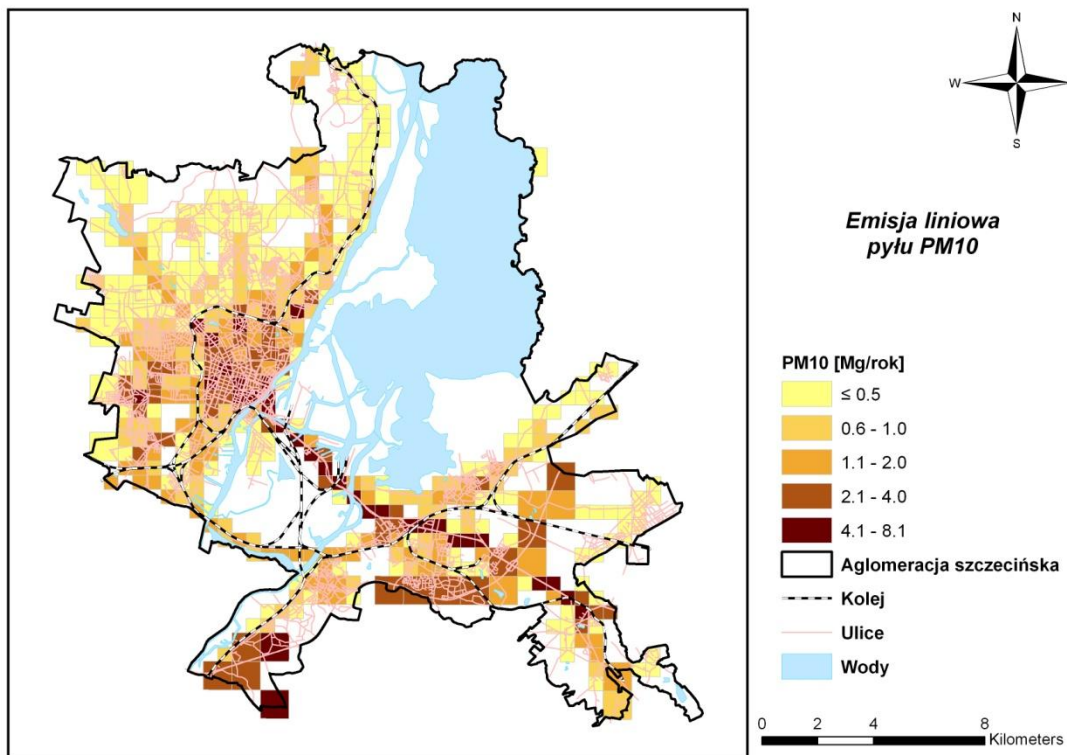 N
W
S
Emisja liniowa
pyłu PM10
PM10 [Mg/rok]
≤ 0.5
0.6 - 1.0
1.1 - 2.0
2.1 - 4.0
4.1 - 8.1
Aglomeracja szczecińska
Kolej
Ulice
Wody
0 2 4 8
Kilometers